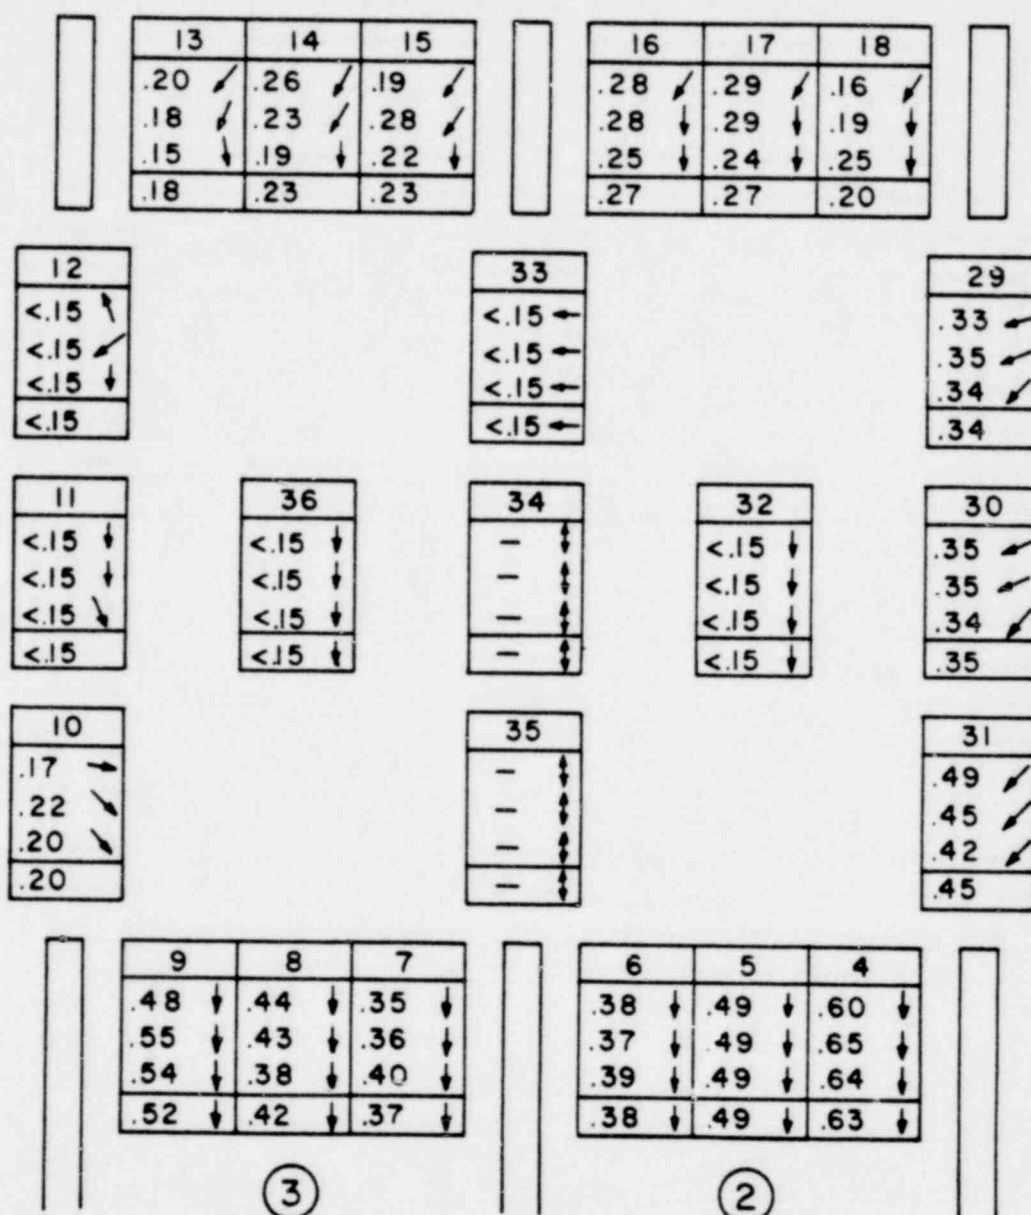 13 14 15 16 17 18
.20 .26 .19 .28 .29 .16
.18 .23 .28 .28 .29 .19
.15 .19 .22 .25 .24 .25
.18 .23 .23 .27 .27 .20
12 33 29
<.15 <.15 .33
<.15 <.15 .35
<.15 <.15 .34
<.15 <.15 .34
11 36 34 32 30
<.15 <.15 – <.15 .35
<.15 <.15 – <.15 .35
<.15 <.15 – <.15 .34
<.15 <.15 – <.15 .35
10 35 31
.17 – .49
.22 – .45
.20 – .42
.20 – .45
9 8 7 6 5 4
.48 .44 .35 .38 .49 .60
.55 .43 .36 .37 .49 .65
.54 .38 .40 .39 .49 .64
.52 .42 .37 .38 .49 .63
3 2